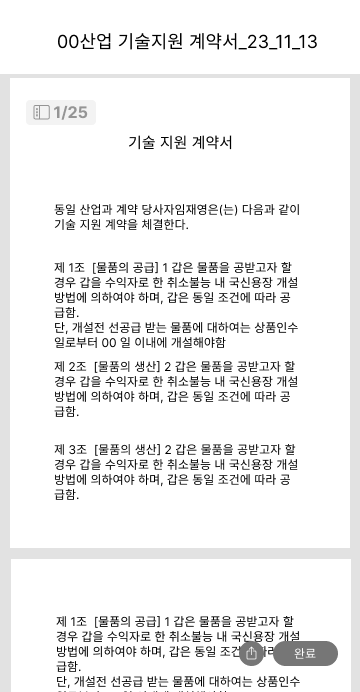 00산업 기술지원 계약서_23_11_13
1/25
기술 지원 계약서
동일 산업과 계약 당사자임재영은(는) 다음과 같이
기술 지원 계약을 체결한다.
제 1조 [물품의 공급] 1 갑은 물품을 공받고자 할
경우 갑을 수익자로 한 취소불능 내 국신용장 개설
방법에 의하여야 하며, 갑은 동일 조건에 따라 공
급함.
단, 개설전 선공급 받는 물품에 대하여는 상품인수
일로부터 00 일 이내에 개설해야함
제 2조 [물품의 생산] 2 갑은 물품을 공받고자 할
경우 갑을 수익자로 한 취소불능 내 국신용장 개설
방법에 의하여야 하며, 갑은 동일 조건에 따라 공
급함.
제 3조 [물품의 생산] 2 갑은 물품을 공받고자 할
경우 갑을 수익자로 한 취소불능 내 국신용장 개설
방법에 의하여야 하며, 갑은 동일 조건에 따라 공
급함.
제 1조 [물품의 공급] 1 갑은 물품을 공받고자 할
경우 갑을 수익자로 한 취소불능 내 국신용장 개설
방법에 의하여야 하며, 갑은 동일
완료
급함.
단, 개설전 선공급 받는 물품에 대하여는 상품인수